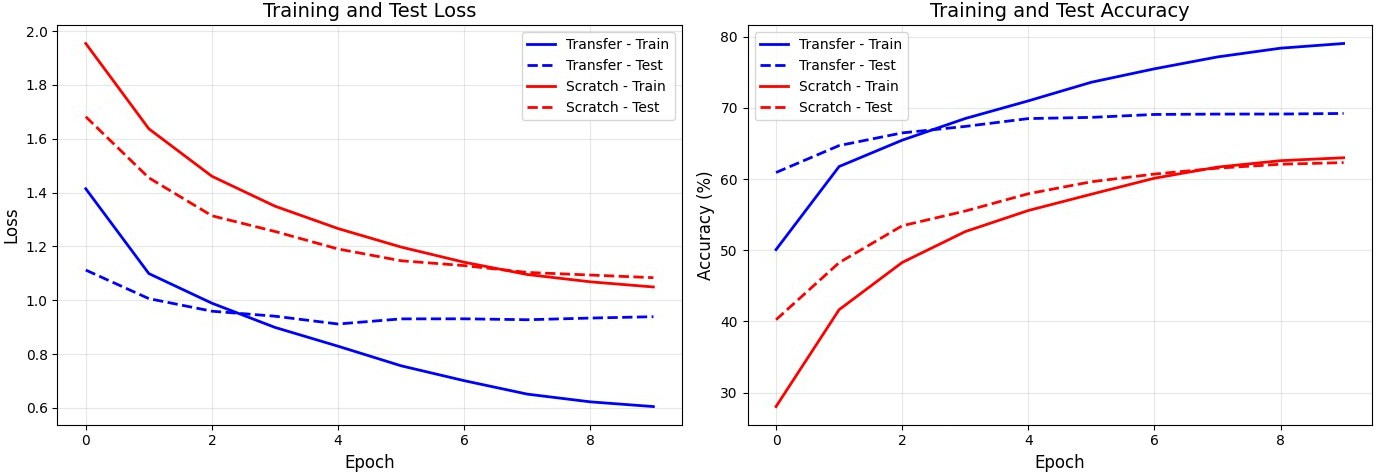 Training and Test Loss
2.0
1.8
1.6
1.4
1.2
1.0
0.8
0.6
Loss
0 2 4 6 8
Epoch
Transfer - Train
Transfer - Test
Scratch - Train
Scratch - Test
Training and Test Accuracy
80
70
60
50
40
30
Accuracy (%)
0 2 4 6 8
Epoch
Transfer - Train
Transfer - Test
Scratch - Train
Scratch - Test